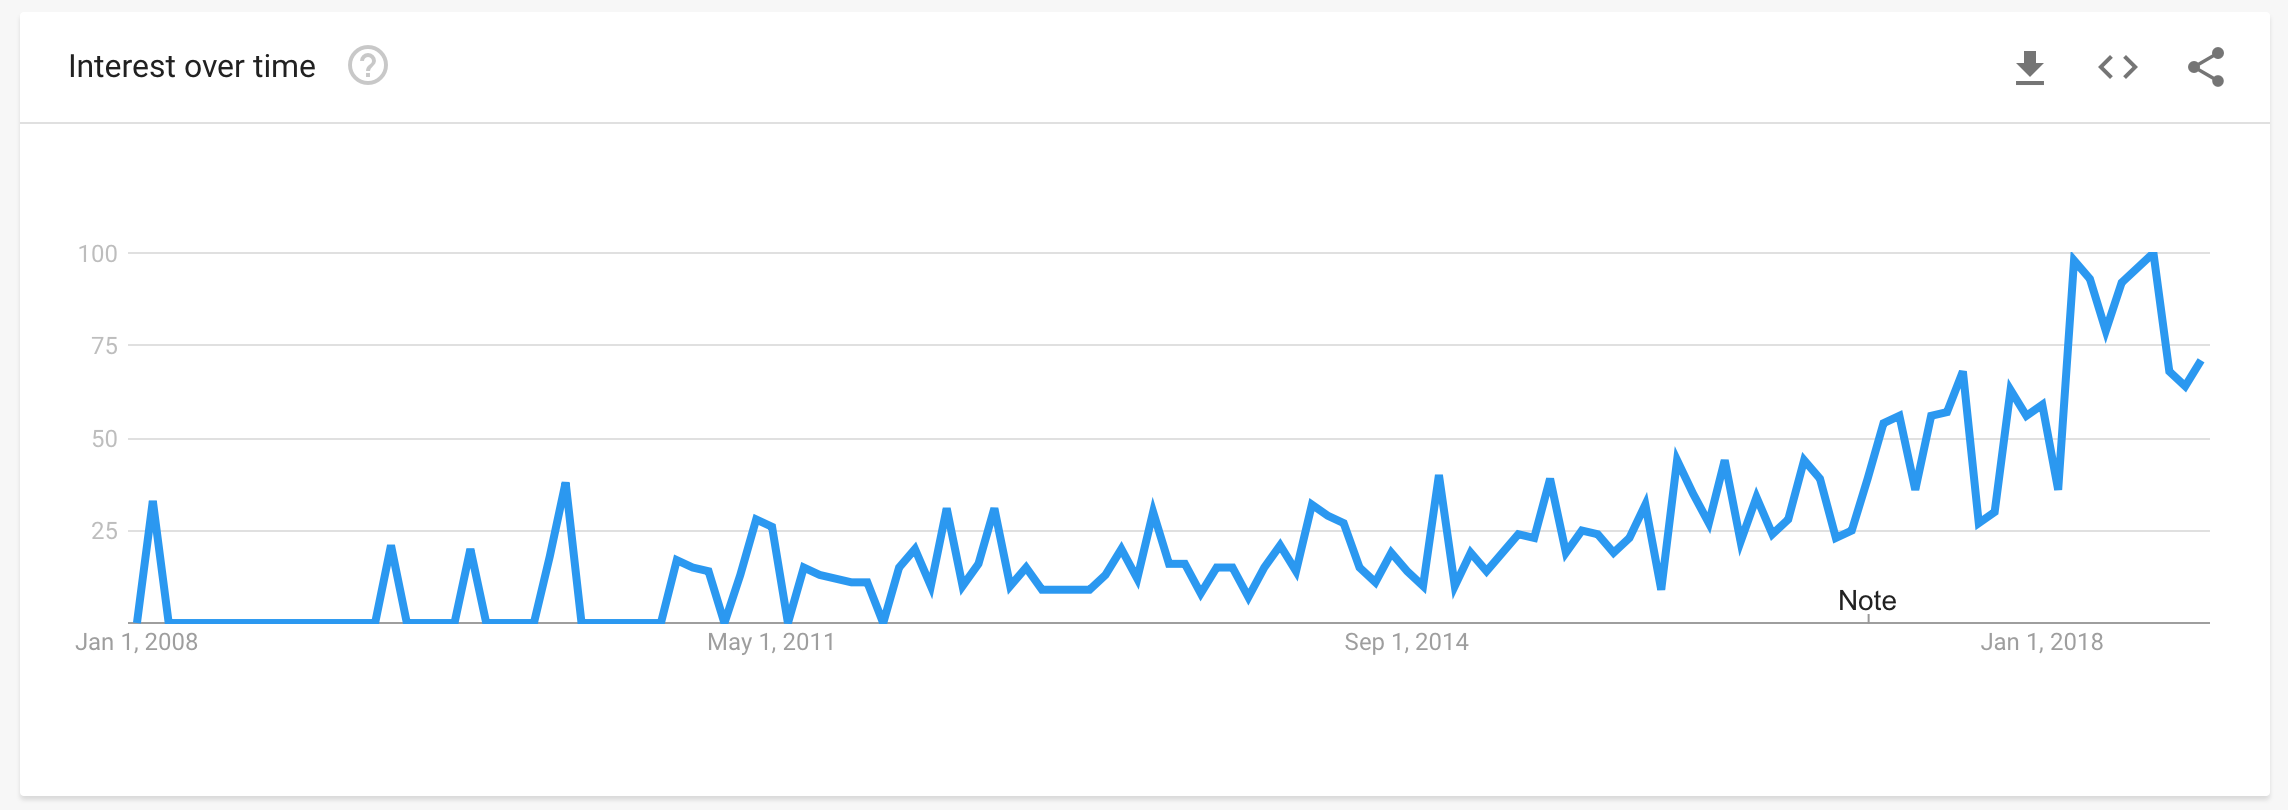 Interest over time ?
100
75
50
25
Note
Jan 1, 2008 May 1, 2011 Sep 1, 2014 Jan 1, 2018